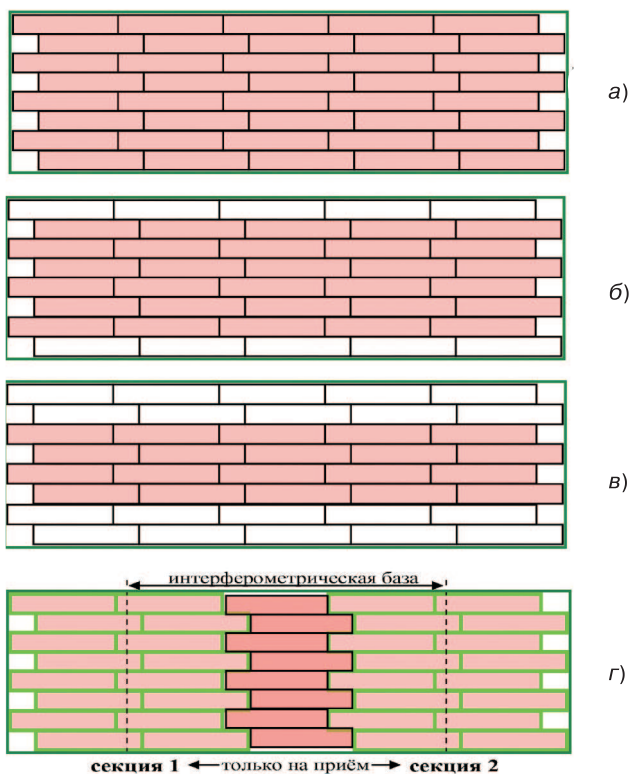 а)
б)
в)
интерферометрическая база
г)
секция 1 только на приём секция 2